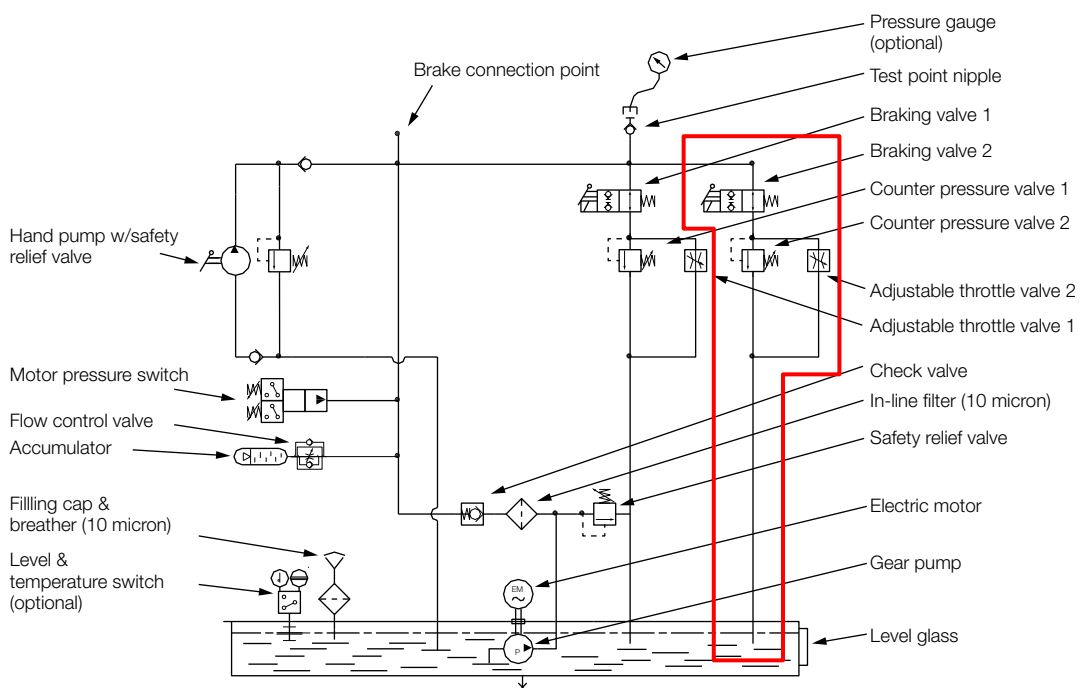 Pressure gauge
(optional)
Brake connection point
Test point nipple
Braking valve 1
Braking valve 2
Counter pressure valve 1
Counter pressure valve 2
Hand pump w/safety
relief valve
Adjustable throttle valve 2
Adjustable throttle valve 1
Motor pressure switch
Check valve
In-line filter (10 micron)
Flow control valve
Accumulator
Safety relief valve
Fillling cap &
breather (10 micron)
Electric motor
Level &
temperature switch
(optional)
Gear pump
EM
P
Level glass